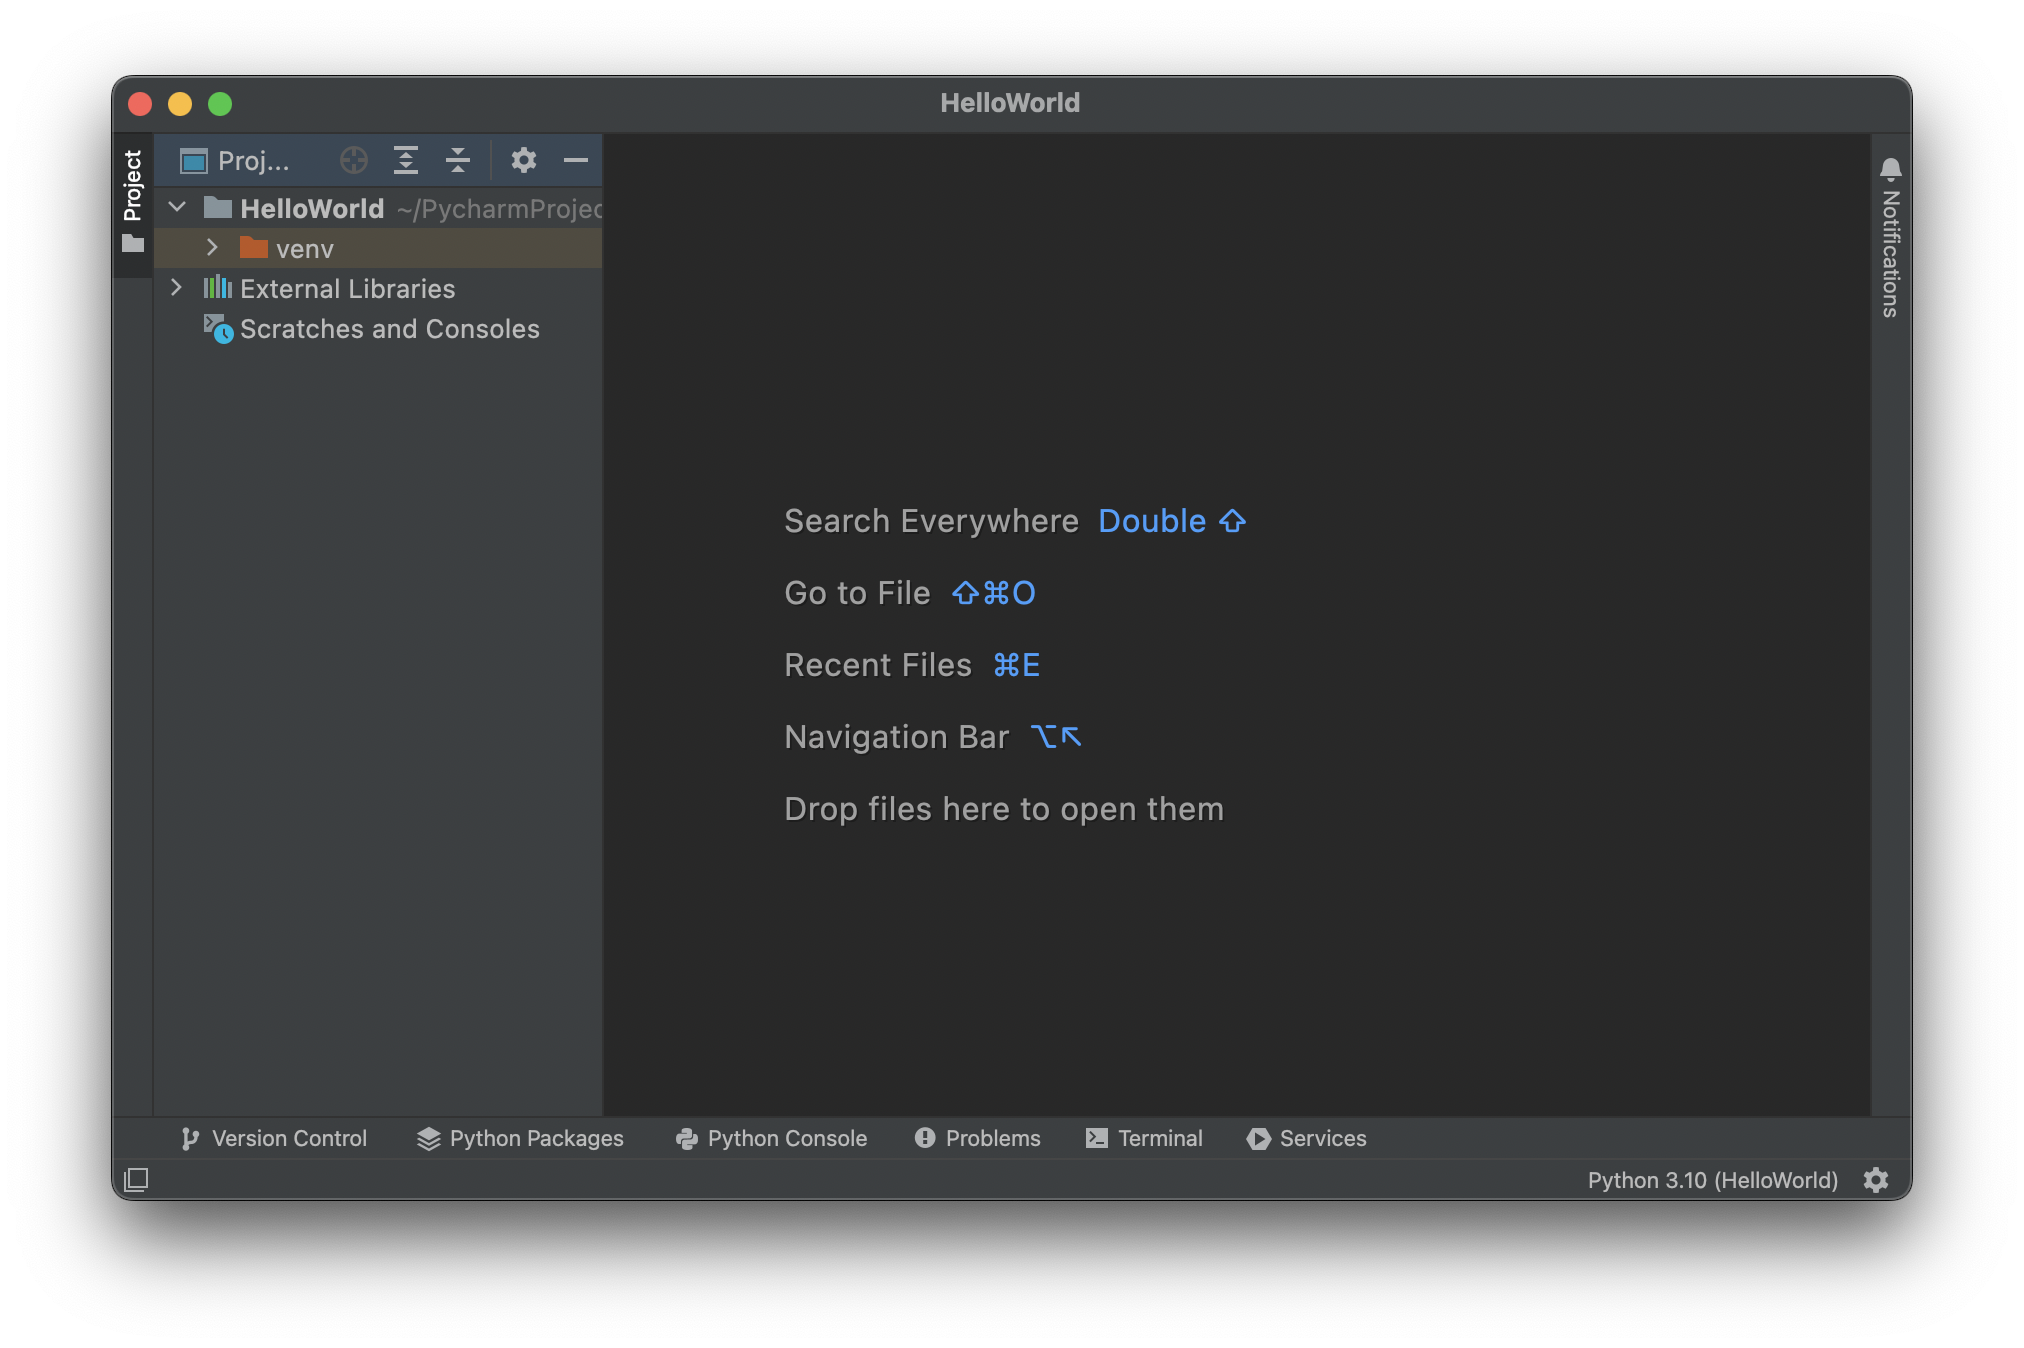 HelloWorld
Project
Proj...
HelloWorld ~/PycharmProjec
venv
External Libraries
Scratches and Consoles
Search Everywhere Double ⇧
Go to File ⇧⌘O
Recent Files ⌘E
Navigation Bar ⌥↖
Drop files here to open them
Notifications
Version Control
Python Packages
Python Console
Problems
Terminal
Services
Python 3.10 (HelloWorld)